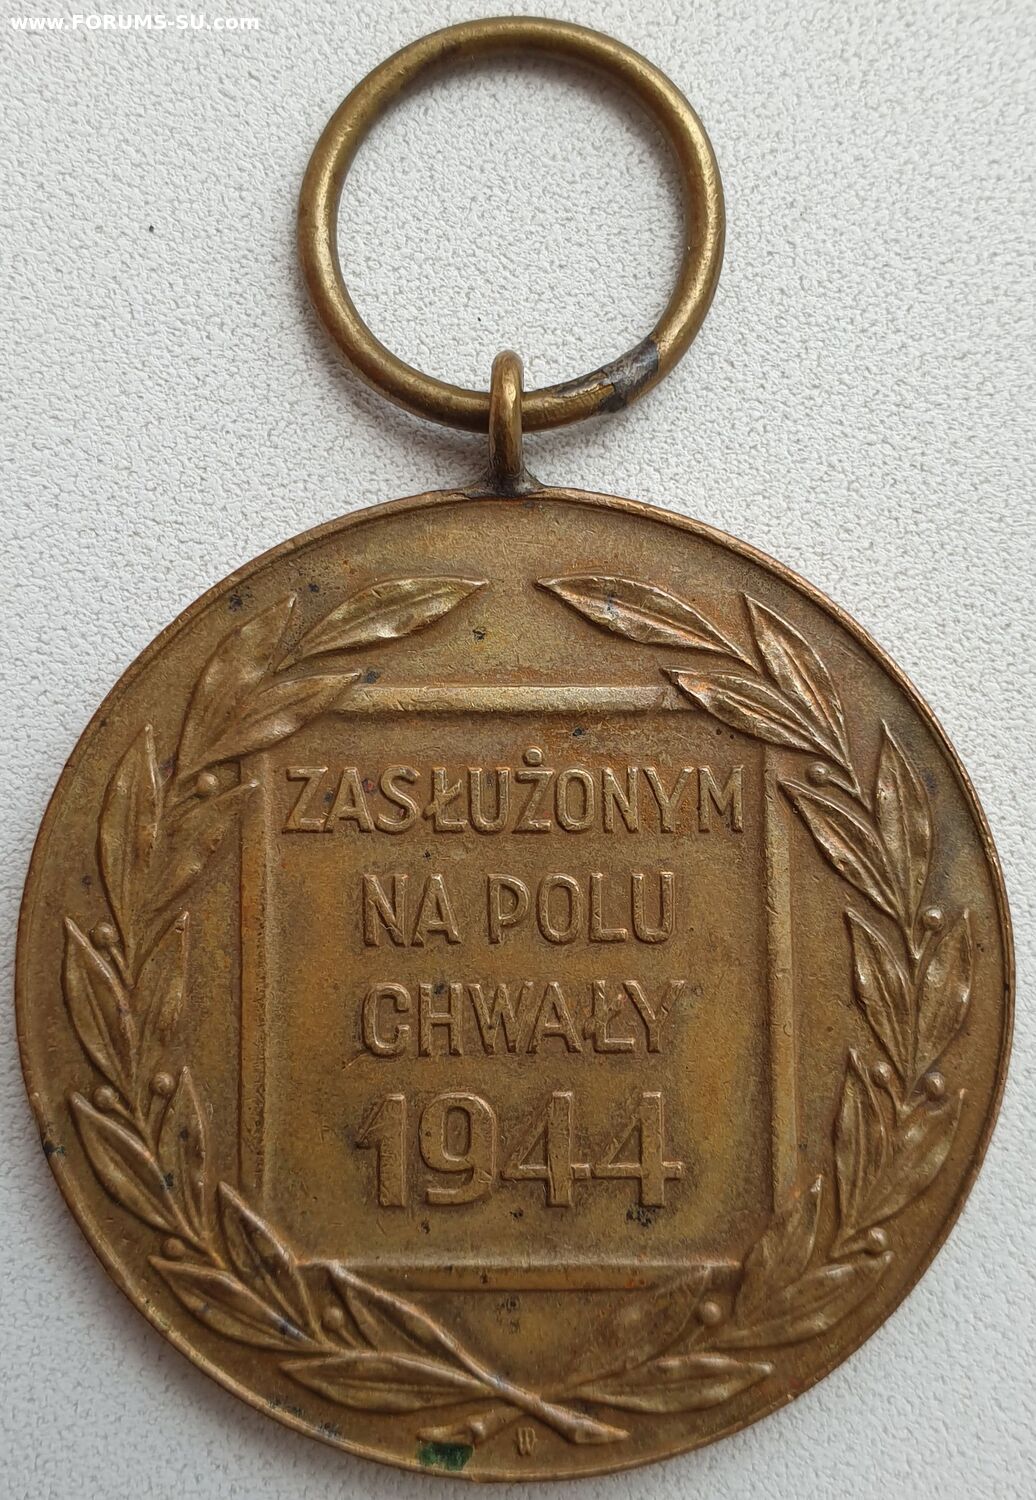 www.FORUMS-SU.com
ZASŁUŻONYM
NA POLU
CHWAŁY
1944
W